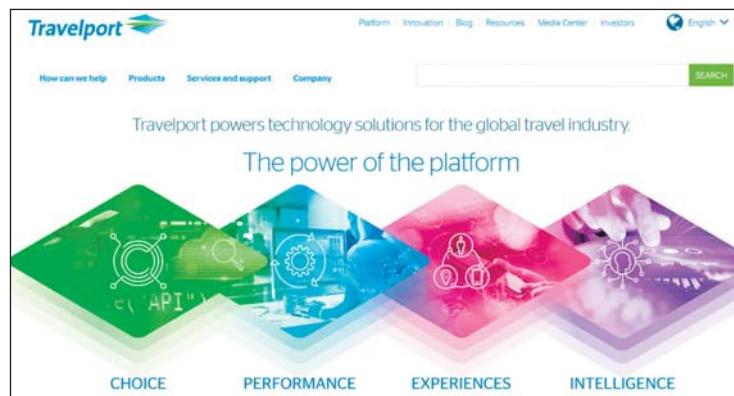 Travelport
Platform Innovation Blog Resources Media Center Investors English
How can we help Products Services and support Company SEARCH
Travelport powers technology solutions for the global travel industry.
The power of the platform
c("API")
CHOICE PERFORMANCE EXPERIENCES INTELLIGENCE